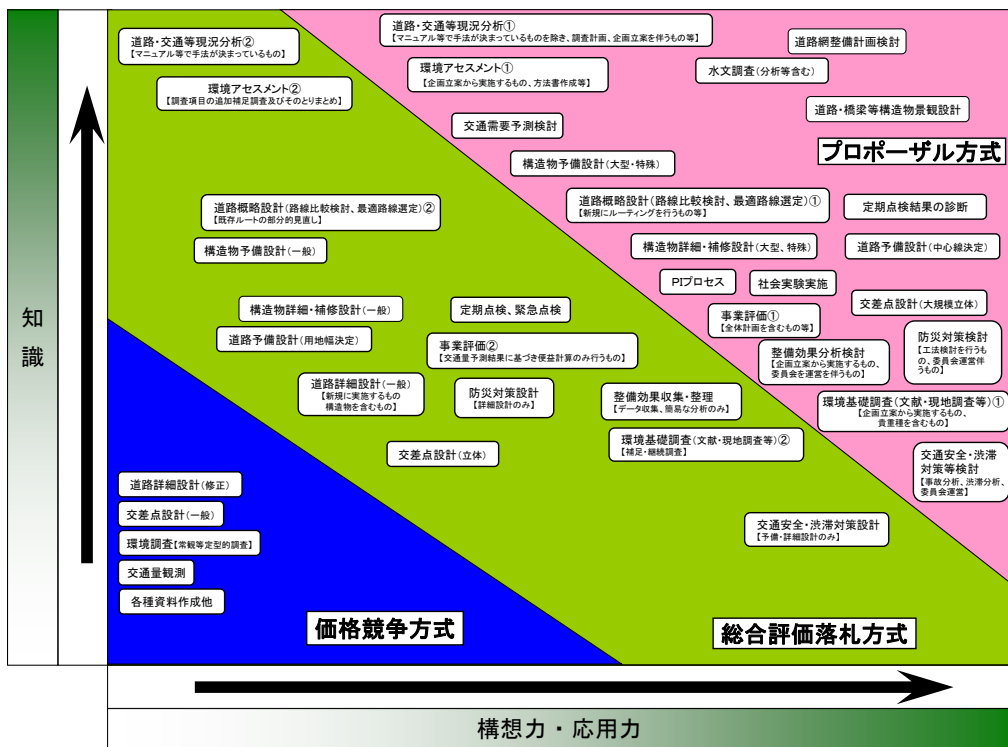 道路・交通等現況分析②
【マニュアル等で手法が決まっているもの】
道路・交通等現況分析①
【マニュアル等で手法が決まっているものを除き、調査計画、企画立案を伴うもの等】
道路網整備計画検討
環境アセスメント②
【調査項目の追加補足調査及びそのとりまとめ】
環境アセスメント①
【企画立案から実施するもの、方法書作成等】
水文調査(分析等含む)
道路・橋梁等構造物景観設計
交通需要予測検討
プロポーザル方式
構造物予備設計(大型・特殊)
道路概略設計(路線比較検討、最適路線選定)②
【既存ルートの部分的見直し】
道路概略設計(路線比較検討、最適路線選定)①
【新規にルーティングを行うもの等】
定期点検結果の診断
構造物予備設計(一般)
構造物詳細・補修設計(大型、特殊)
道路予備設計(中心線決定)
PIプロセス
社会実験実施
構造物詳細・補修設計(一般)
定期点検、緊急点検
事業評価①
【全体計画を含むもの等】
交差点設計(大規模立体)
道路予備設計(用地幅決定)
事業評価②
【交通量予測結果に基づき便益計算のみ行うもの】
整備効果分析検討
【企画立案から実施するもの、
委員会を運営を伴うもの】
防災対策検討
【工法検討を行うも
の、委員会運営伴
うもの】
道路詳細設計(一般)
【新規に実施するもの
構造物を含むもの】
防災対策設計
【詳細設計のみ】
整備効果収集・整理
【データ収集、簡易な分析のみ】
環境基礎調査(文献・現地調査等)①
【企画立案から実施するもの、
貴重種を含むもの】
環境基礎調査(文献・現地調査等)②
【補足・継続調査】
交差点設計(立体)
交通安全・渋滞
対策等検討
【事故分析、渋滞分析、
委員会運営】
道路詳細設計(修正)
交差点設計(一般)
環境調査【常観等定型的調査】
交通量観測
各種資料作成他
交通安全・渋滞対策設計
【予備・詳細設計のみ】
価格競争方式
総合評価落札方式
知
識
構想力・応用力